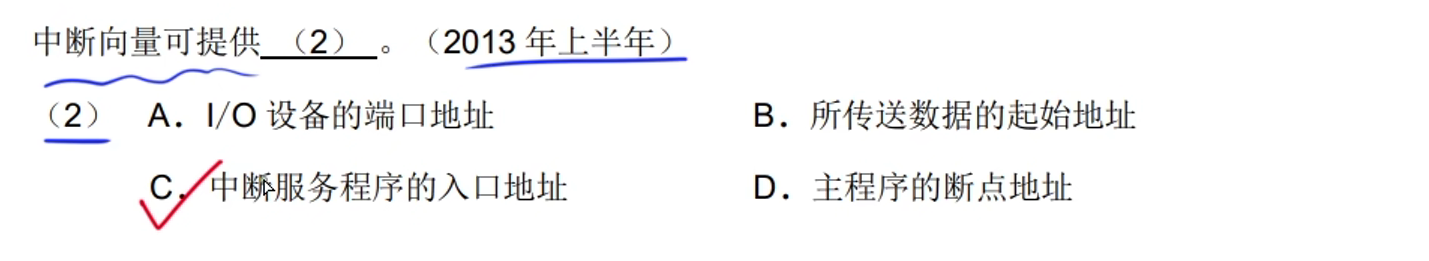 中断向量可提供 （2） 。（2013 年上半年）
（2） A．I/O 设备的端口地址 B．所传送数据的起始地址
C．中断服务程序的入口地址 D．主程序的断点地址